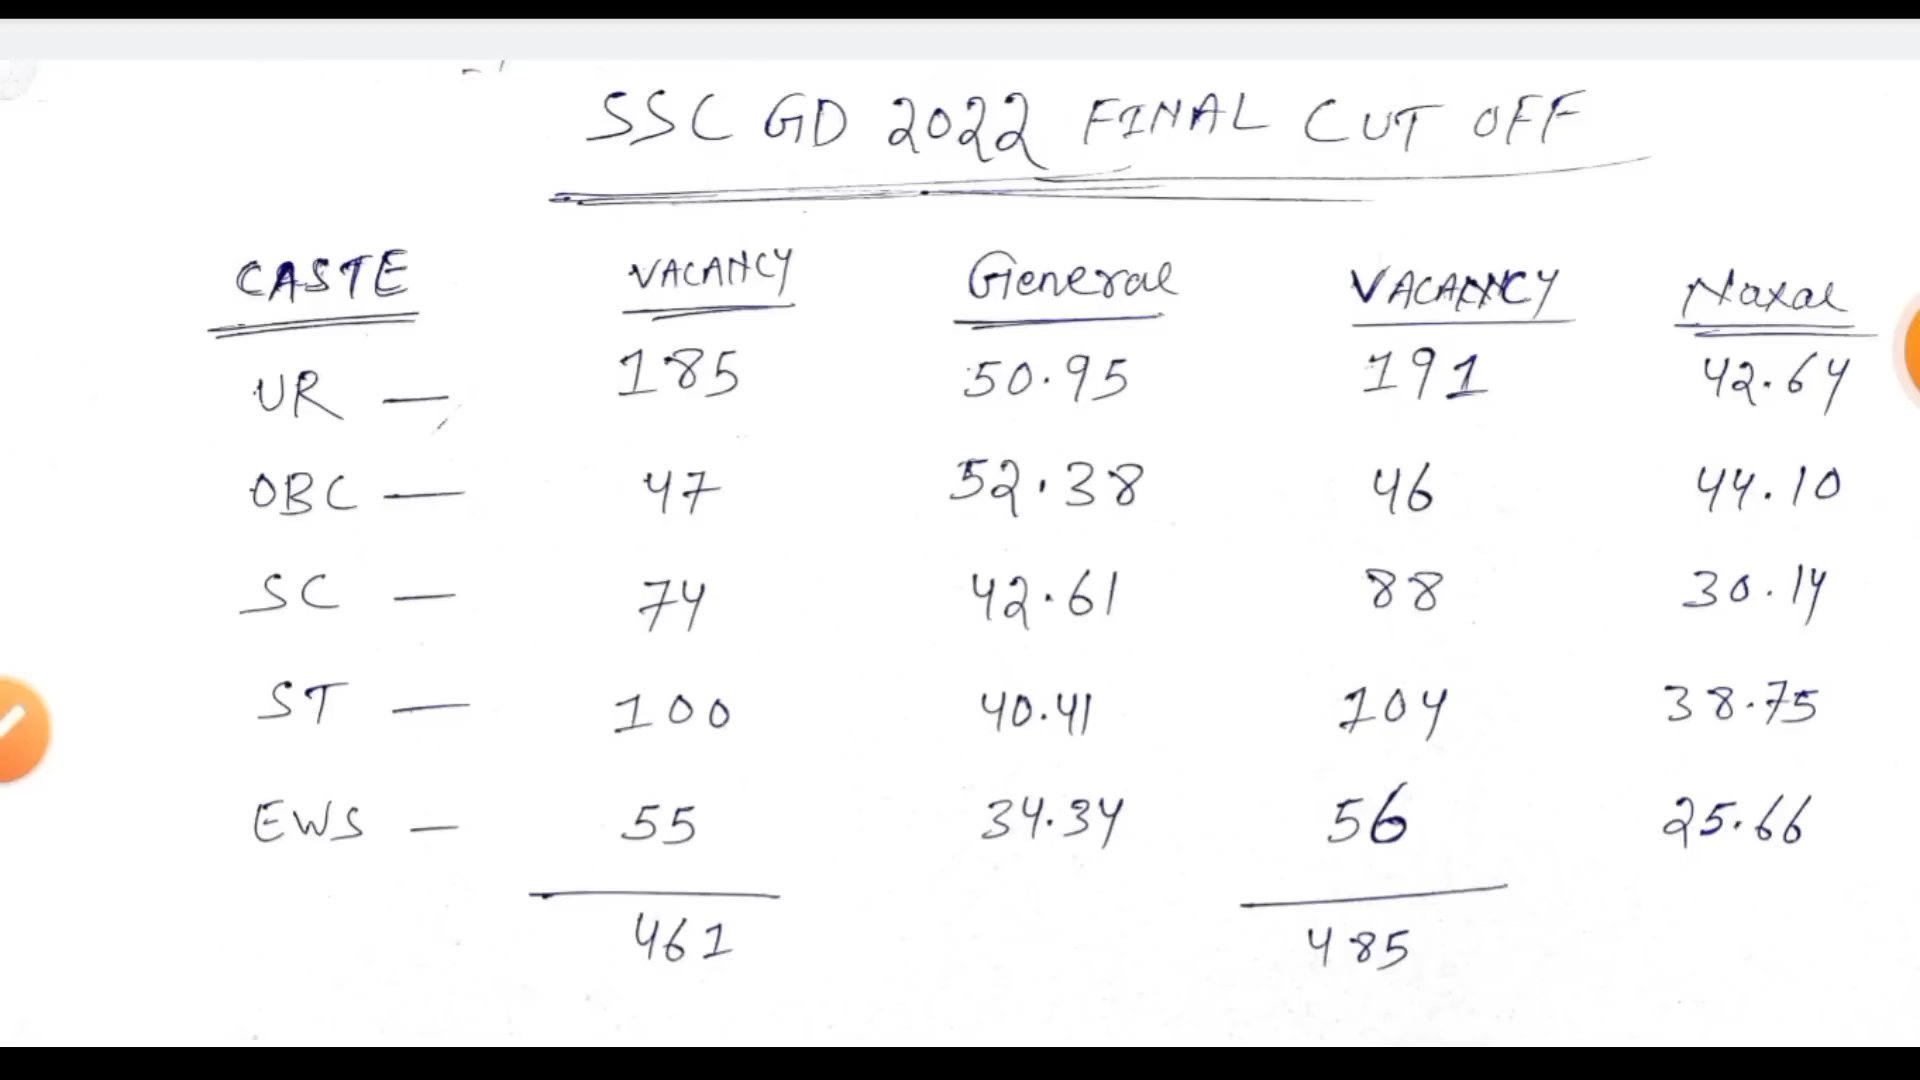 SSC GD 2022 FINAL CUT OFF
CASTE VACANCY General VACANCY Naxal
UR — 185 50.95 191 42.64
OBC — 47 52.38 46 44.10
SC — 74 42.61 88 30.14
ST — 100 40.41 104 38.75
EWS — 55 34.34 56 25.66
461 485